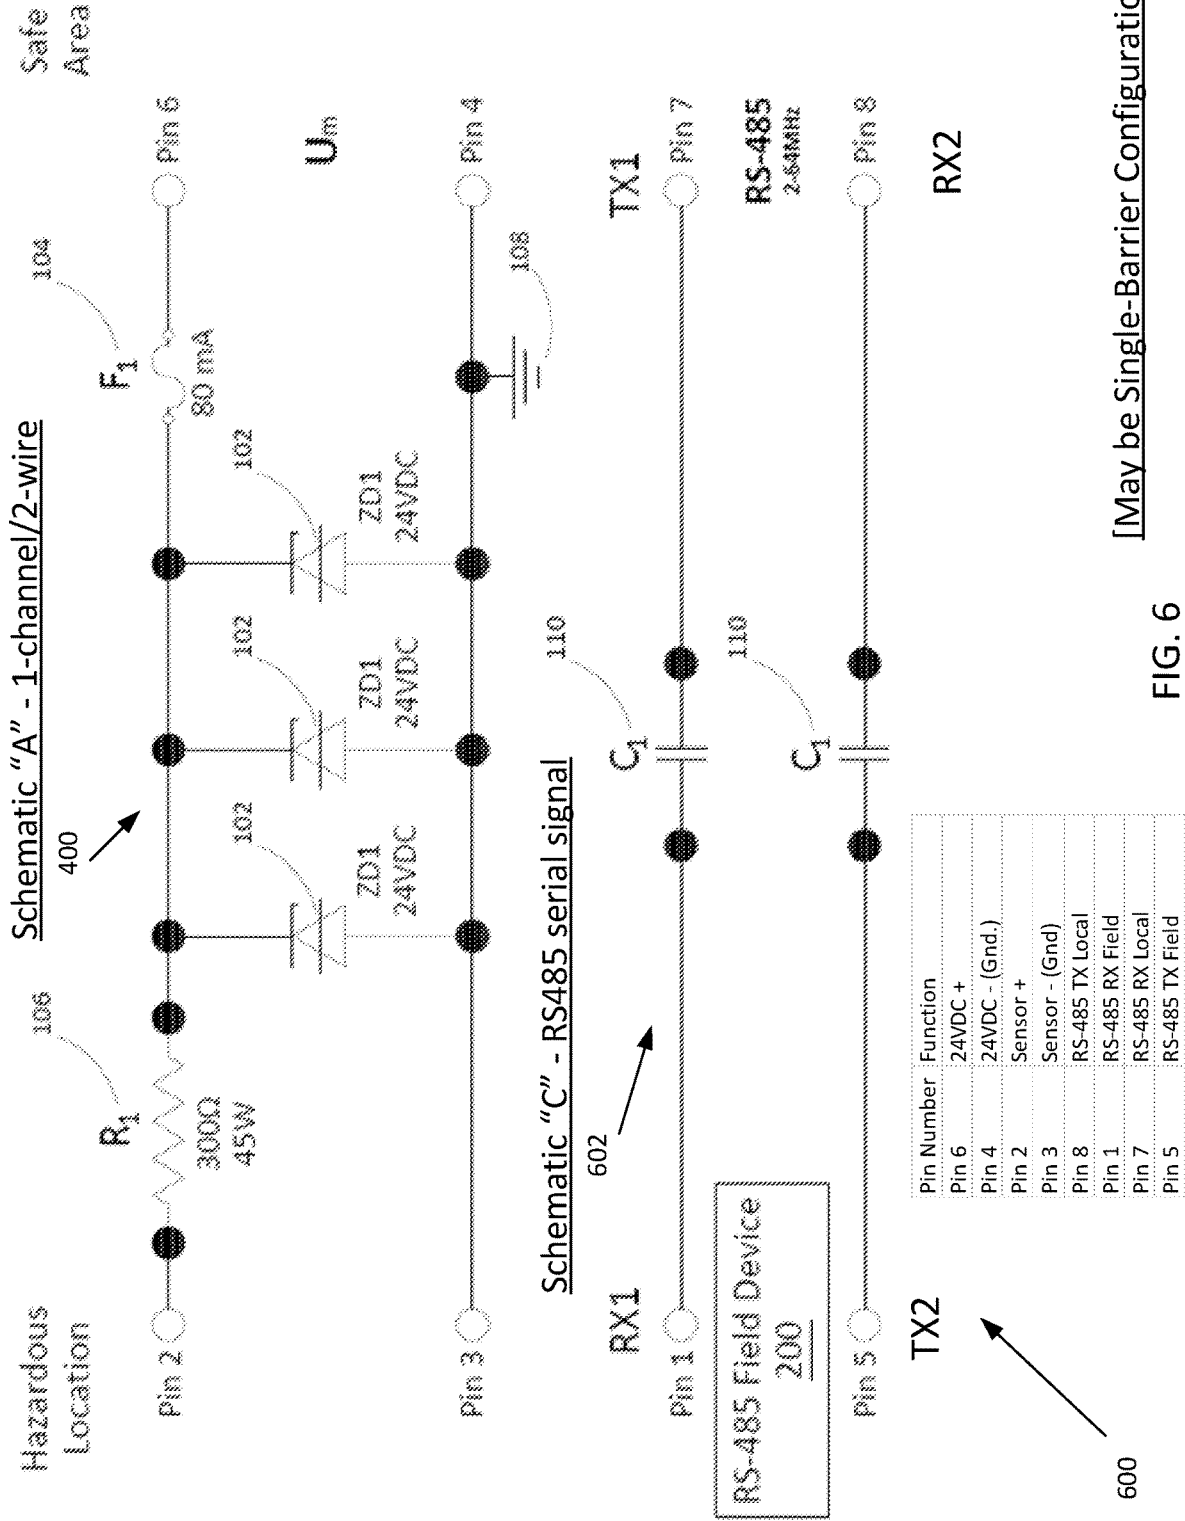 Hazardous
Location
Safe
Area
Schematic "A" - 1-channel/2-wire
400
106
R1
300Ω
45W
104
F1
80 mA
Pin 2
Pin 6
102
102
102
ZD1
24VDC
ZD1
24VDC
ZD1
24VDC
Um
108
Pin 3
Pin 4
Schematic "C" - RS485 serial signal
602
RX1
TX1
110
C1
Pin 1
Pin 7
RS-485 Field Device
200
RS-485
2-64MHz
110
C1
Pin 5
Pin 8
TX2
RX2
600
Pin Number Function
Pin 6 24VDC +
Pin 4 24VDC - (Gnd.)
Pin 2 Sensor +
Pin 3 Sensor - (Gnd)
Pin 8 RS-485 TX Local
Pin 1 RS-485 RX Field
Pin 7 RS-485 RX Local
Pin 5 RS-485 TX Field
[May be Single-Barrier Configuratio
FIG. 6